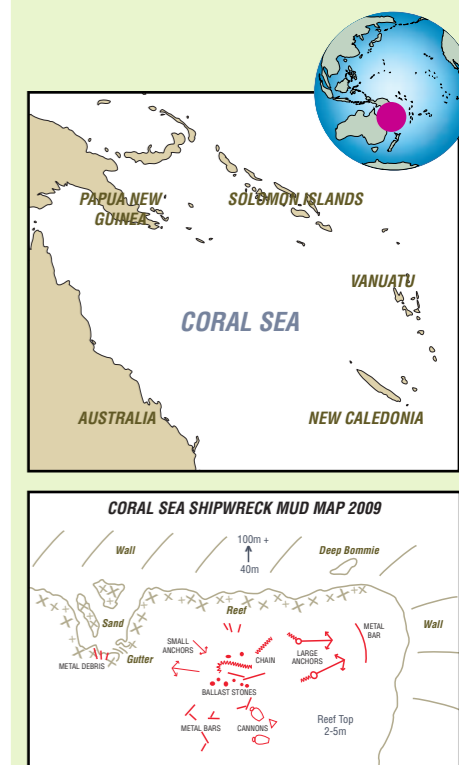 PAPUA NEW
GUINEA
SOLOMON ISLANDS
VANUATU
CORAL SEA
AUSTRALIA
NEW CALEDONIA
CORAL SEA SHIPWRECK MUD MAP 2009
100m +
40m
Wall
Deep Bommie
Sand
Reef
Wall
METAL
BAR
SMALL
ANCHORS
CHAIN
LARGE
ANCHORS
Gutter
METAL DEBRIS
BALLAST STONES
METAL BARS
CANNONS
Reef Top
2-5m